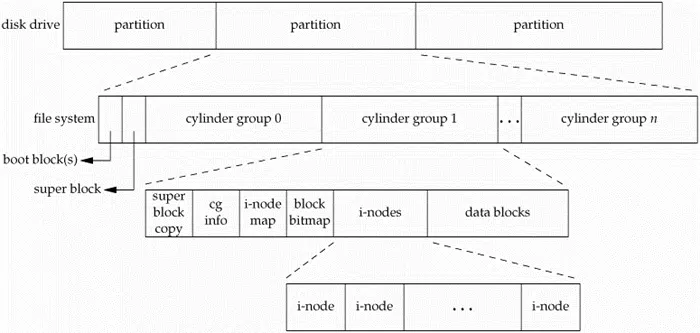 disk drive
partition
partition
partition
file system
cylinder group 0
cylinder group 1
...
cylinder group n
boot block(s)
super block
super
block
copy
cg
info
i-node
map
block
bitmap
i-nodes
data blocks
i-node
i-node
...
i-node